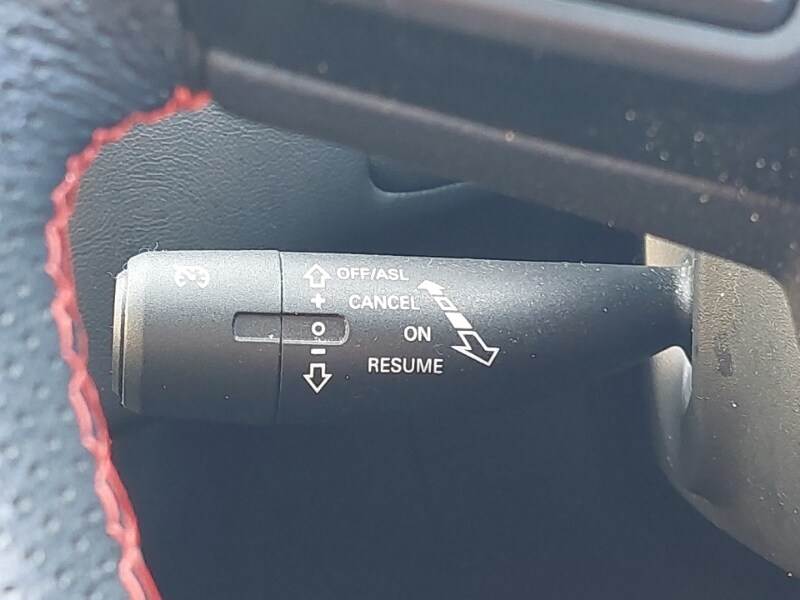 OFF/ASL
+ CANCEL
O ON
- RESUME